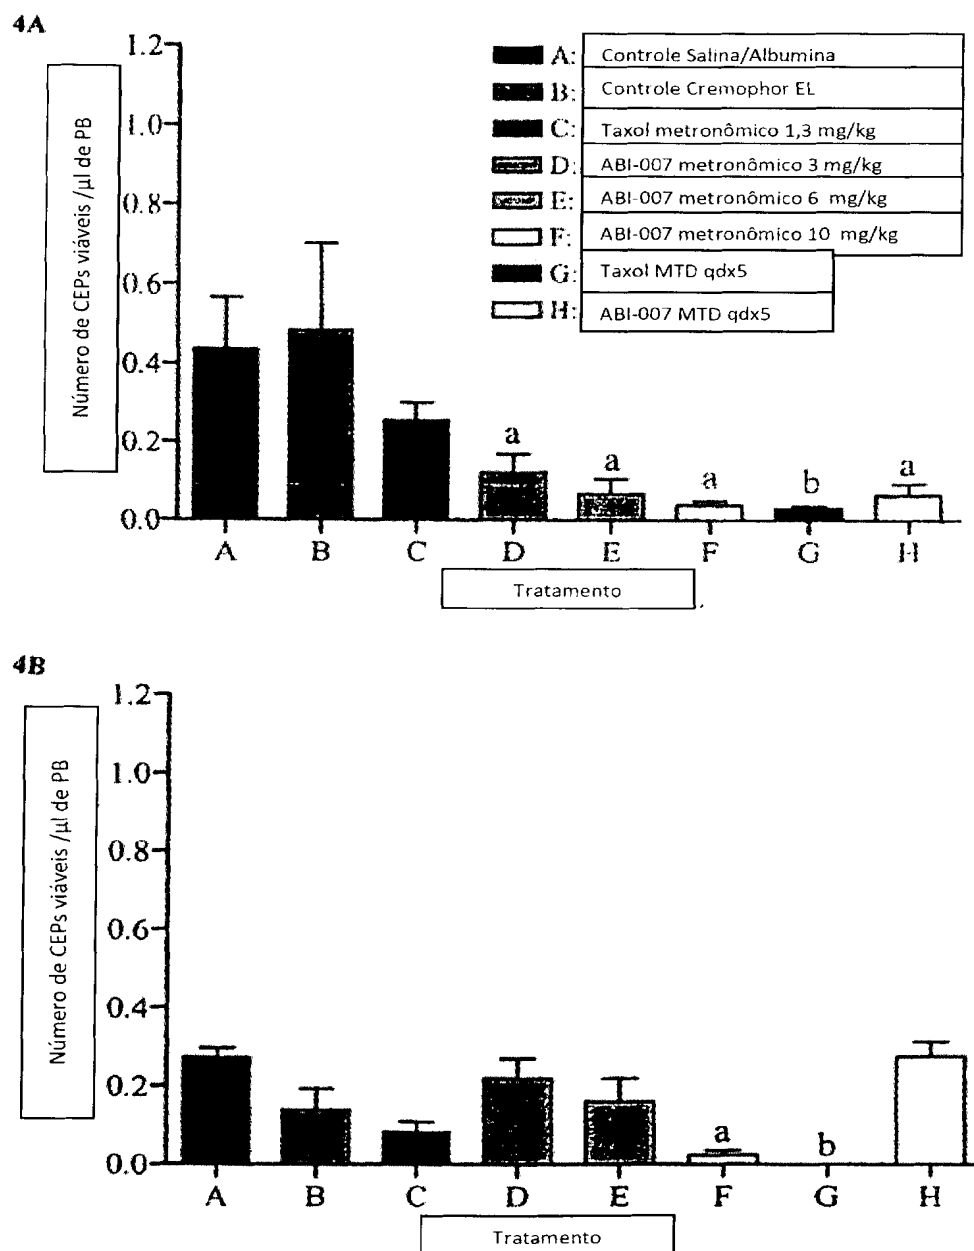 4A
Número de CEPs viáveis /µl de PB
1.2
1.0
0.8
0.6
0.4
0.2
0.0
A: Controle Salina/Albumina
B: Controle Cremophor EL
C: Taxol metronômico 1,3 mg/kg
D: ABI-007 metronômico 3 mg/kg
E: ABI-007 metronômico 6 mg/kg
F: ABI-007 metronômico 10 mg/kg
G: Taxol MTD qdx5
H: ABI-007 MTD qdx5
a a a b a
A B C D E F G H
Tratamento
4B
Número de CEPs viáveis /µl de PB
1.2
1.0
0.8
0.6
0.4
0.2
0.0
a b
A B C D E F G H
Tratamento